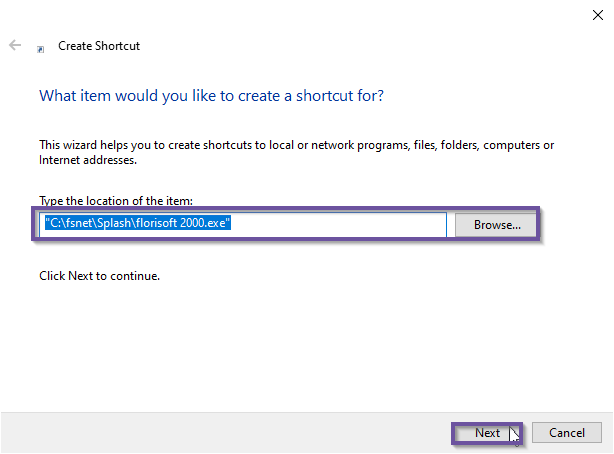 Create Shortcut
What item would you like to create a shortcut for?
This wizard helps you to create shortcuts to local or network programs, files, folders, computers or
Internet addresses.
Type the location of the item:
"C:\fsnet\Splash\florisoft 2000.exe"
Browse...
Click Next to continue.
Next
Cancel